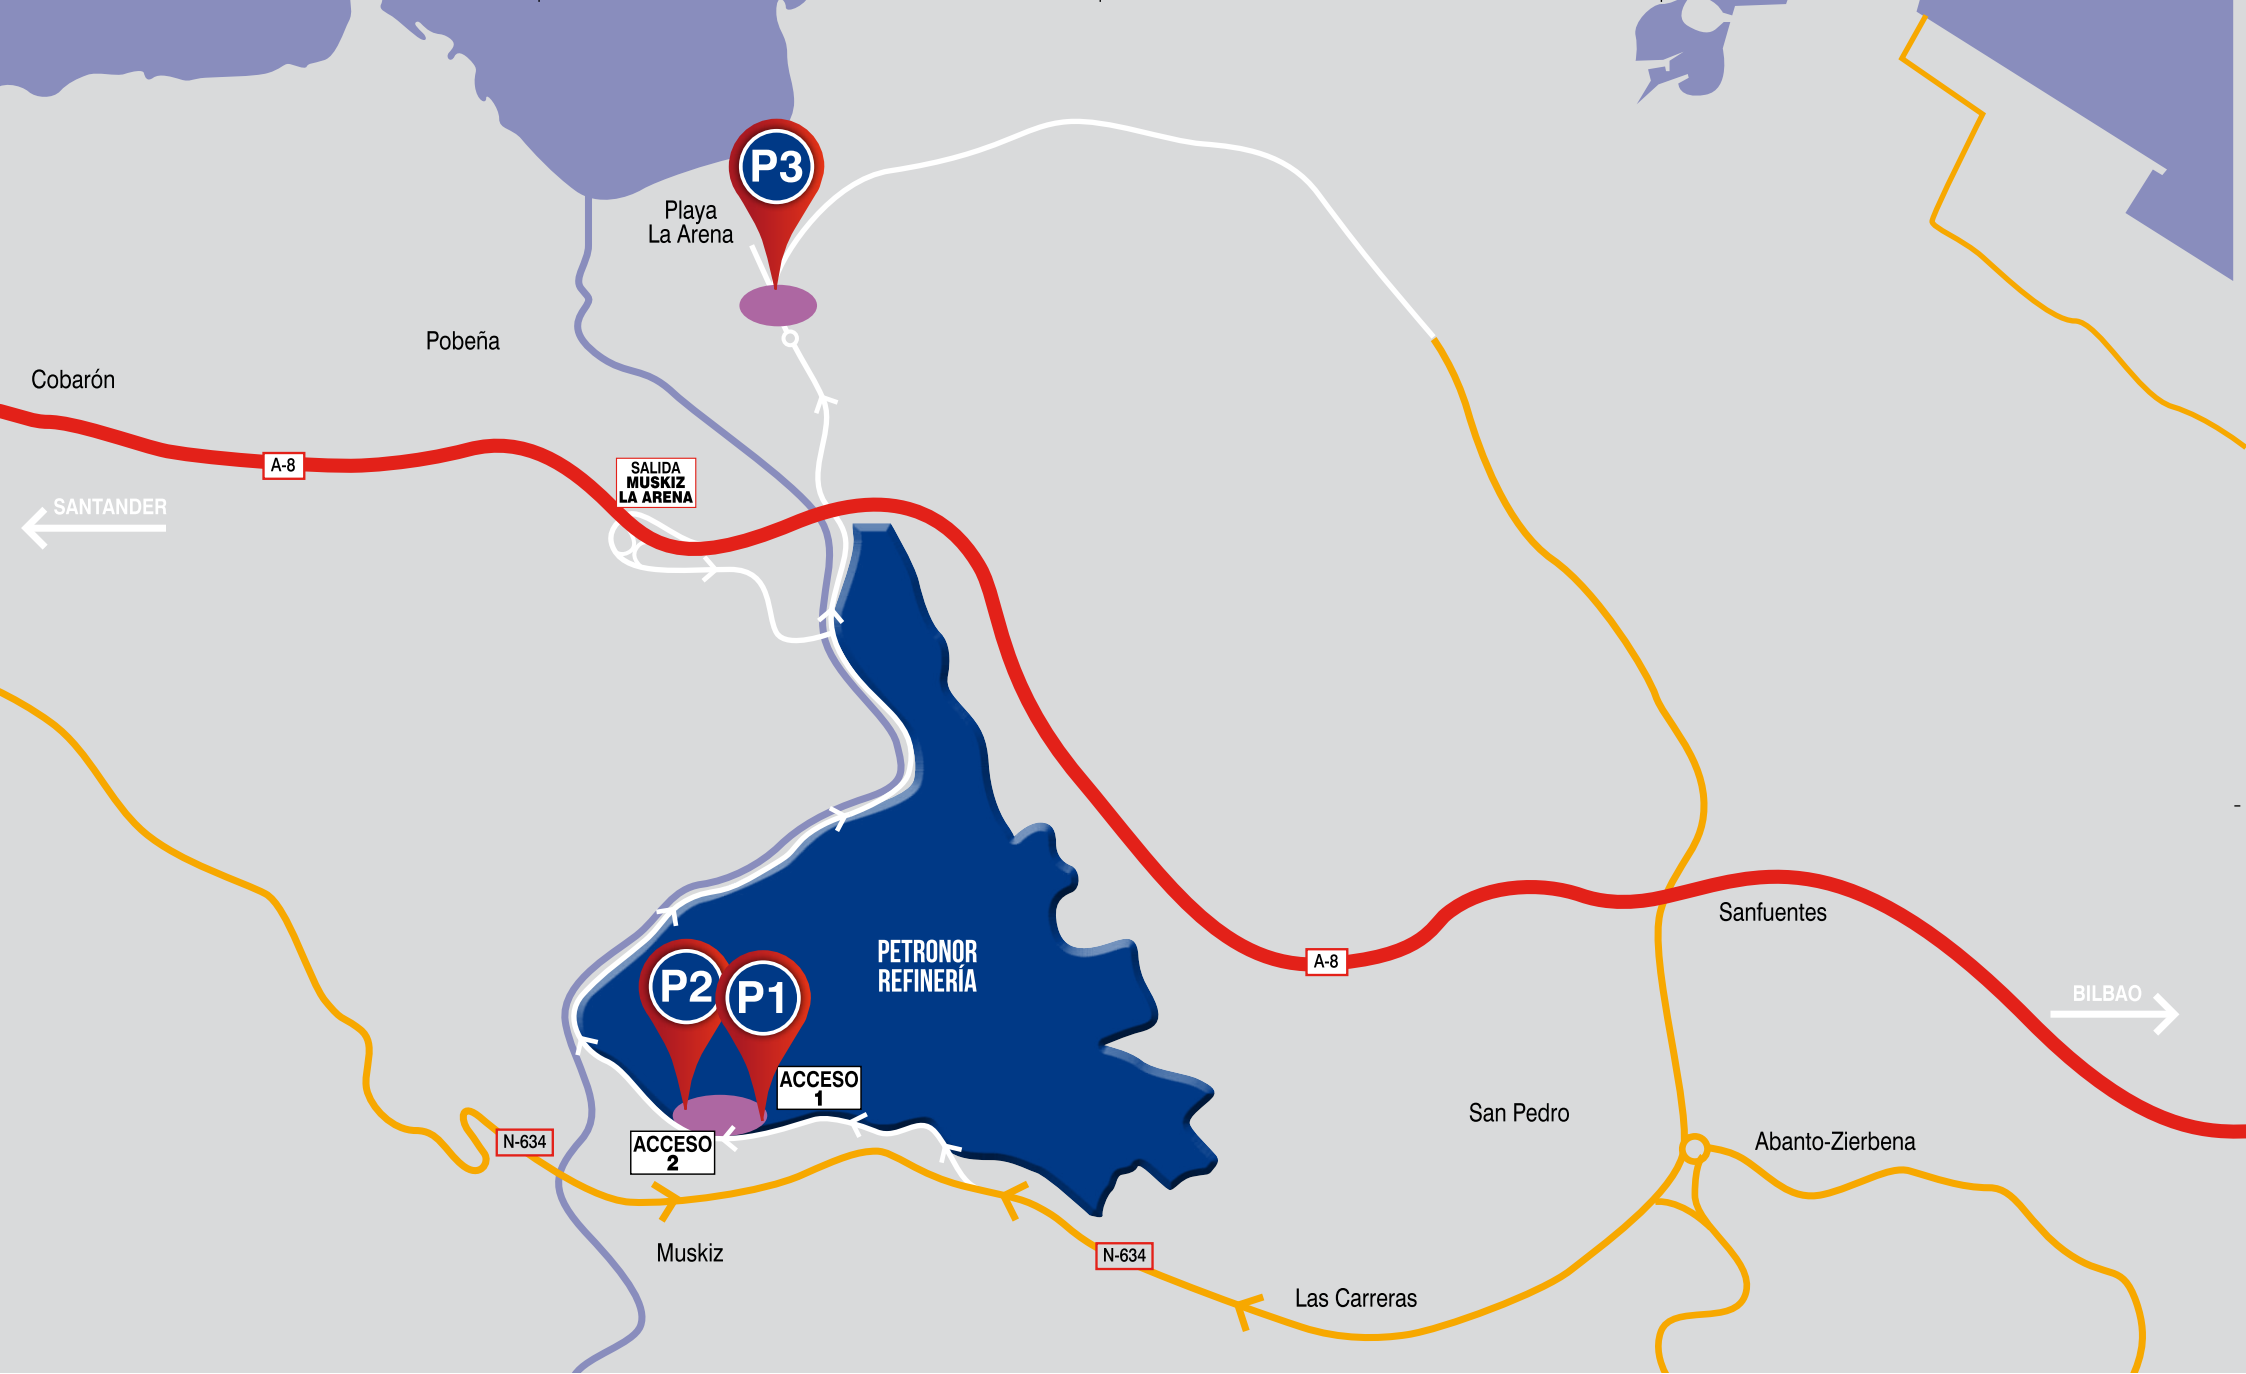 P3
Playa
La Arena
Pobeña
Cobarón
A-8
SALIDA
MUSKIZ
LA ARENA
SANTANDER
Sanfuentes
PETRONOR
REFINERÍA
A-8
P2
P1
BILBAO
ACCESO
1
San Pedro
N-634
ACCESO
2
Abanto-Zierbena
Muskiz
N-634
Las Carreras